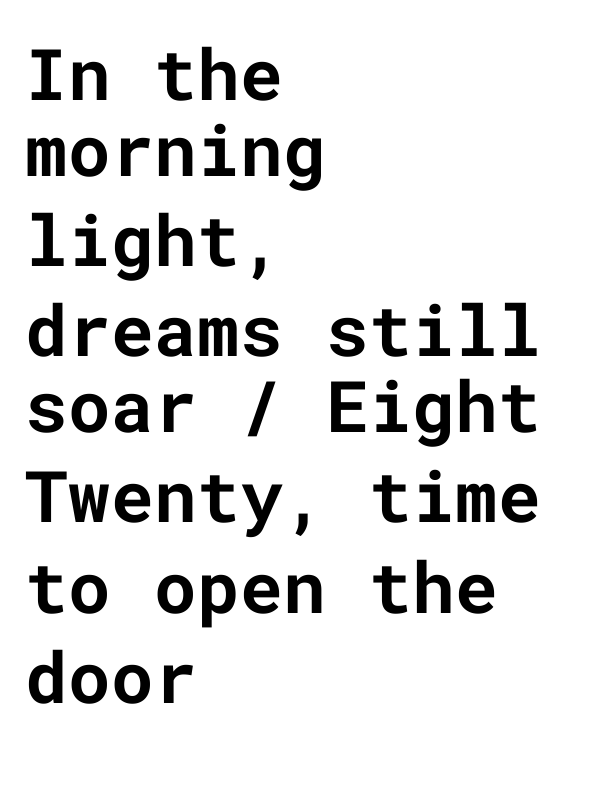 In the
morning
light,
dreams still
soar / Eight
Twenty, time
to open the
door